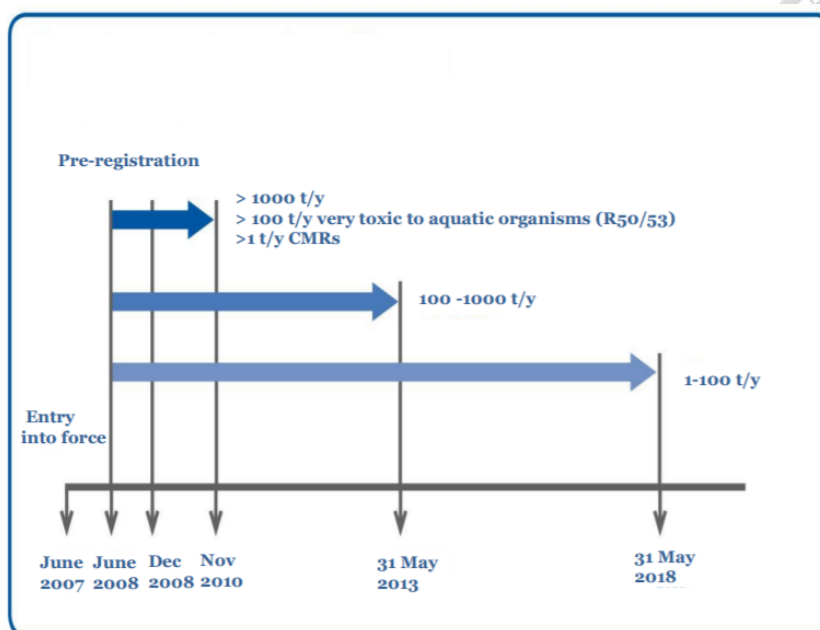 Pre-registration
> 1000 t/y
> 100 t/y very toxic to aquatic organisms (R50/53)
>1 t/y CMRs
100 -1000 t/y
1-100 t/y
Entry
into force
June
2007
June
2008
Dec
2008
Nov
2010
31 May
2013
31 May
2018